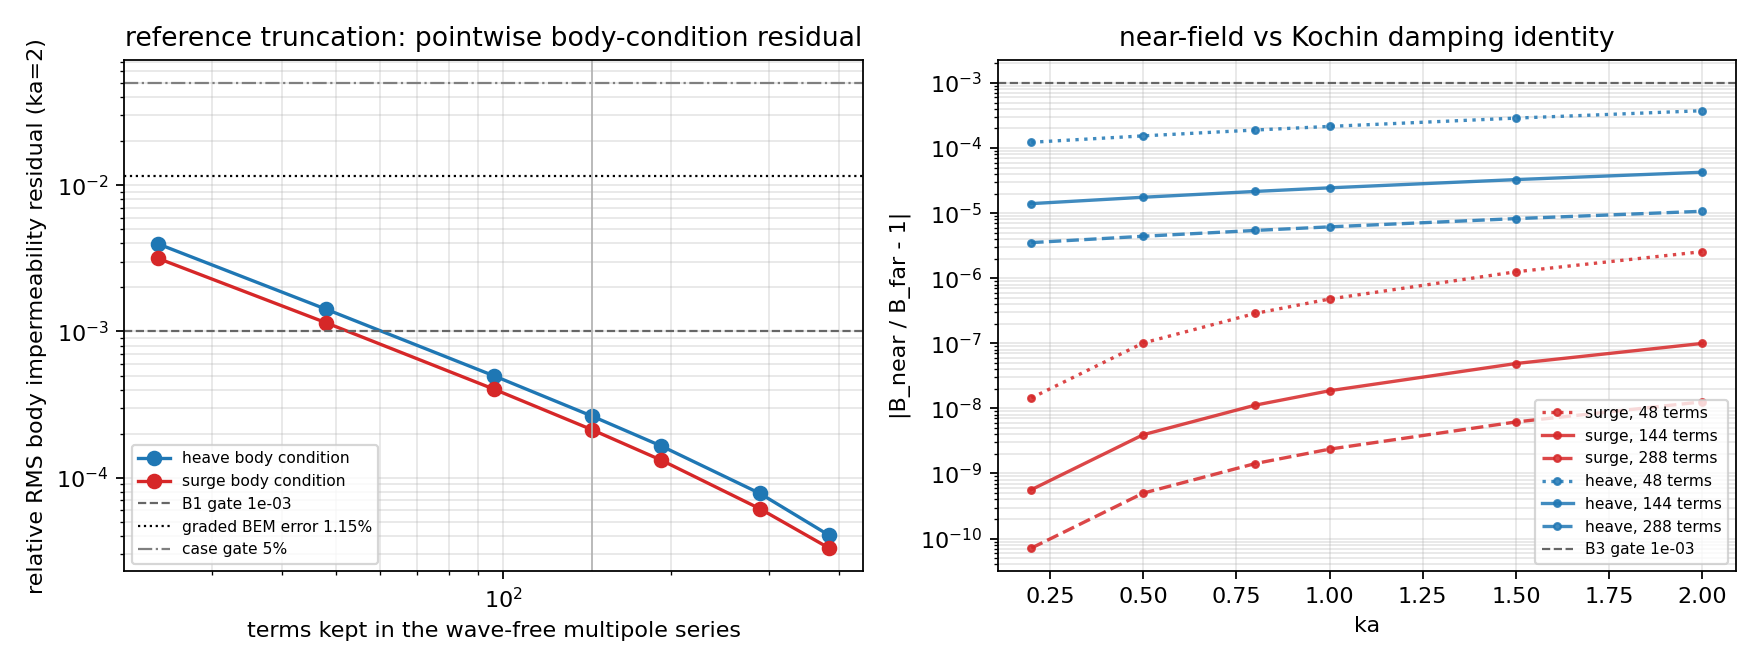 reference truncation: pointwise body-condition residual
relative RMS body impermeability residual (ka=2)
10⁻²
10⁻³
10⁻⁴
10²
terms kept in the wave-free multipole series
heave body condition
surge body condition
B1 gate 1e-03
graded BEM error 1.15%
case gate 5%
near-field vs Kochin damping identity
|B_near / B_far - 1|
10⁻³
10⁻⁴
10⁻⁵
10⁻⁶
10⁻⁷
10⁻⁸
10⁻⁹
10⁻¹⁰
0.25 0.50 0.75 1.00 1.25 1.50 1.75 2.00
ka
surge, 48 terms
surge, 144 terms
surge, 288 terms
heave, 48 terms
heave, 144 terms
heave, 288 terms
B3 gate 1e-03